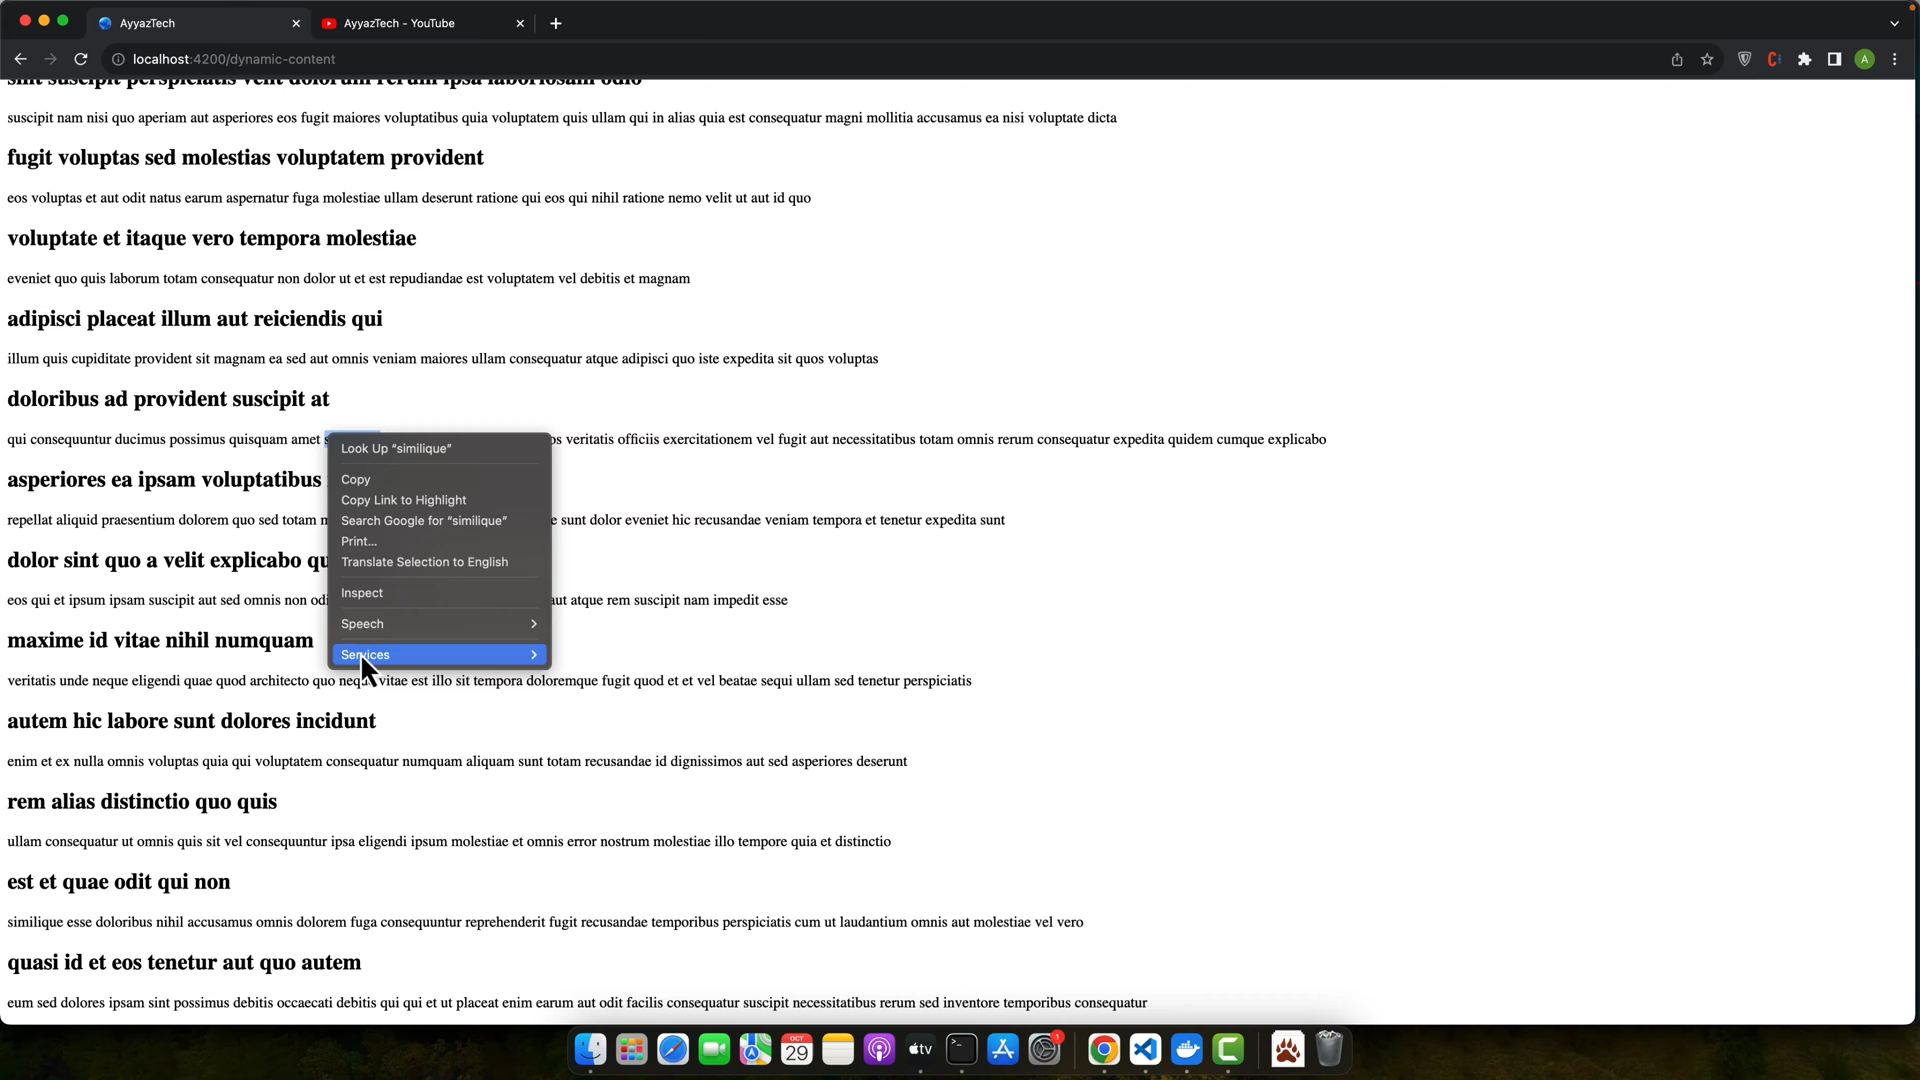 AyyazTech
AyyazTech - YouTube
localhost:4200/dynamic-content
A
sint suscipit perspiciatis velit dolorum rerum ipsa laboriosam odio
suscipit nam nisi quo aperiam aut asperiores eos fugit maiores voluptatibus quia voluptatem quis ullam qui in alias quia est consequatur magni mollitia accusamus ea nisi voluptate dicta
fugit voluptas sed molestias voluptatem provident
eos voluptas et aut odit natus earum aspernatur fuga molestiae ullam deserunt ratione qui eos qui nihil ratione nemo velit ut aut id quo
voluptate et itaque vero tempora molestiae
eveniet quo quis laborum totam consequatur non dolor ut et est repudiandae est voluptatem vel debitis et magnam
adipisci placeat illum aut reiciendis qui
illum quis cupiditate provident sit magnam ea sed aut omnis veniam maiores ullam consequatur atque adipisci quo iste expedita sit quos voluptas
doloribus ad provident suscipit at
qui consequuntur ducimus possimus quisquam amet s os veritatis officiis exercitationem vel fugit aut necessitatibus totam omnis rerum consequatur expedita quidem cumque explicabo
Look Up “similique”
Copy
Copy Link to Highlight
Search Google for “similique”
Print...
Translate Selection to English
Inspect
Speech
Services
asperiores ea ipsam voluptatibus
repellat aliquid praesentium dolorem quo sed totam m e sunt dolor eveniet hic recusandae veniam tempora et tenetur expedita sunt
dolor sint quo a velit explicabo qu
eos qui et ipsum ipsam suscipit aut sed omnis non odi aut atque rem suscipit nam impedit esse
maxime id vitae nihil numquam
veritatis unde neque eligendi quae quod architecto quo neque vitae est illo sit tempora doloremque fugit quod et et vel beatae sequi ullam sed tenetur perspiciatis
autem hic labore sunt dolores incidunt
enim et ex nulla omnis voluptas quia qui voluptatem consequatur numquam aliquam sunt totam recusandae id dignissimos aut sed asperiores deserunt
rem alias distinctio quo quis
ullam consequatur ut omnis quis sit vel consequuntur ipsa eligendi ipsum molestiae et omnis error nostrum molestiae illo tempore quia et distinctio
est et quae odit qui non
similique esse doloribus nihil accusamus omnis dolorem fuga consequuntur reprehenderit fugit recusandae temporibus perspiciatis cum ut laudantium omnis aut molestiae vel vero
quasi id et eos tenetur aut quo autem
eum sed dolores ipsam sint possimus debitis occaecati debitis qui qui et ut placeat enim earum aut odit facilis consequatur suscipit necessitatibus rerum sed inventore temporibus consequatur
OCT
29
tv
1